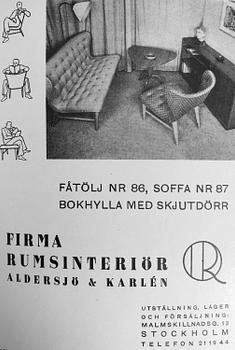 FÅTÖLJ NR 86, SOFFA NR 87
BOKHYLLA MED SKJUTDÖRR
FIRMA
RUMSINTERIÖR
ALDERSJÖ & KARLÉN
R
UTSTÄLLNING, LAGER
OCH FÖRSÄLJNING:
MALMSKILLNADSG. 13
STOCKHOLM
TELEFON 21 19 44